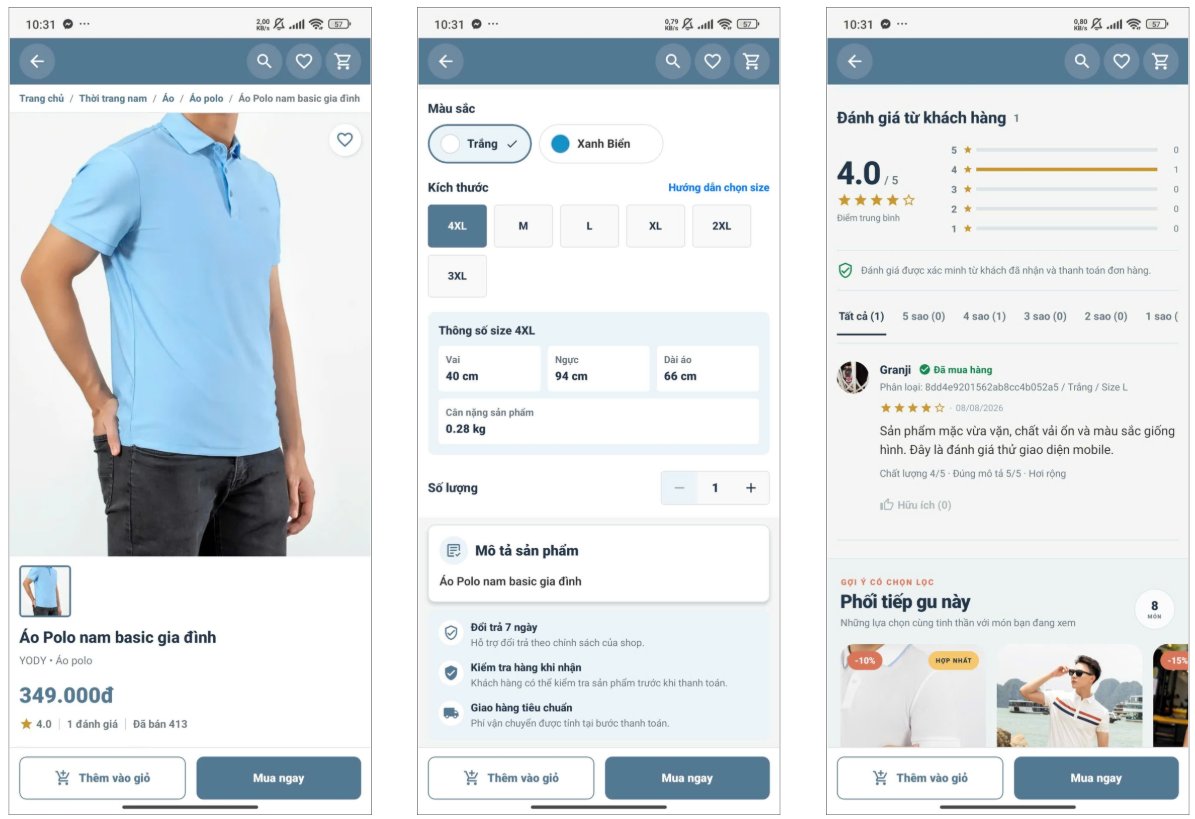 10:31 ... 2,00 KB/s 57
Trang chủ / Thời trang nam / Áo / Áo polo / Áo Polo nam basic gia đình
Áo Polo nam basic gia đình
YODY • Áo polo
349.000đ
4.0 | 1 đánh giá | Đã bán 413
Thêm vào giỏ
Mua ngay
10:31 ... 0,79 KB/s 57
Màu sắc
Trắng
Xanh Biển
Kích thước
Hướng dẫn chọn size
4XL
M
L
XL
2XL
3XL
Thông số size 4XL
Vai
Ngực
Dài áo
40 cm
94 cm
66 cm
Cân nặng sản phẩm
0.28 kg
Số lượng
− 1 +
Mô tả sản phẩm
Áo Polo nam basic gia đình
Đổi trả 7 ngày
Hỗ trợ đổi trả theo chính sách của shop.
Kiểm tra hàng khi nhận
Khách hàng có thể kiểm tra sản phẩm trước khi thanh toán.
Giao hàng tiêu chuẩn
Phí vận chuyển được tính tại bước thanh toán.
Thêm vào giỏ
Mua ngay
10:31 ... 0,80 KB/s 57
Đánh giá từ khách hàng 1
4.0 / 5
Điểm trung bình
5 ★ 0
4 ★ 1
3 ★ 0
2 ★ 0
1 ★ 0
Đánh giá được xác minh từ khách đã nhận và thanh toán đơn hàng.
Tất cả (1) 5 sao (0) 4 sao (1) 3 sao (0) 2 sao (0) 1 sao (
Granji Đã mua hàng
Phân loại: 8dd4e9201562ab8cc4b052a5 / Trắng / Size L
★★★★☆ · 08/08/2026
Sản phẩm mặc vừa vặn, chất vải ổn và màu sắc giống
hình. Đây là đánh giá thử giao diện mobile.
Chất lượng 4/5 · Đúng mô tả 5/5 · Hơi rộng
Hữu ích (0)
GỢI Ý CÓ CHỌN LỌC
Phối tiếp gu này
Những lựa chọn cùng tinh thần với món bạn đang xem
8
MÓN
-10%
HỢP NHẤT
-15%
Thêm vào giỏ
Mua ngay